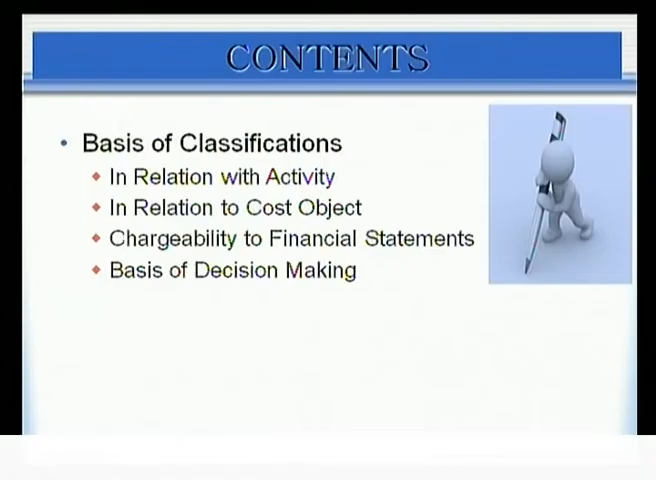 CONTENTS
• Basis of Classifications
In Relation with Activity
In Relation to Cost Object
Chargeability to Financial Statements
Basis of Decision Making